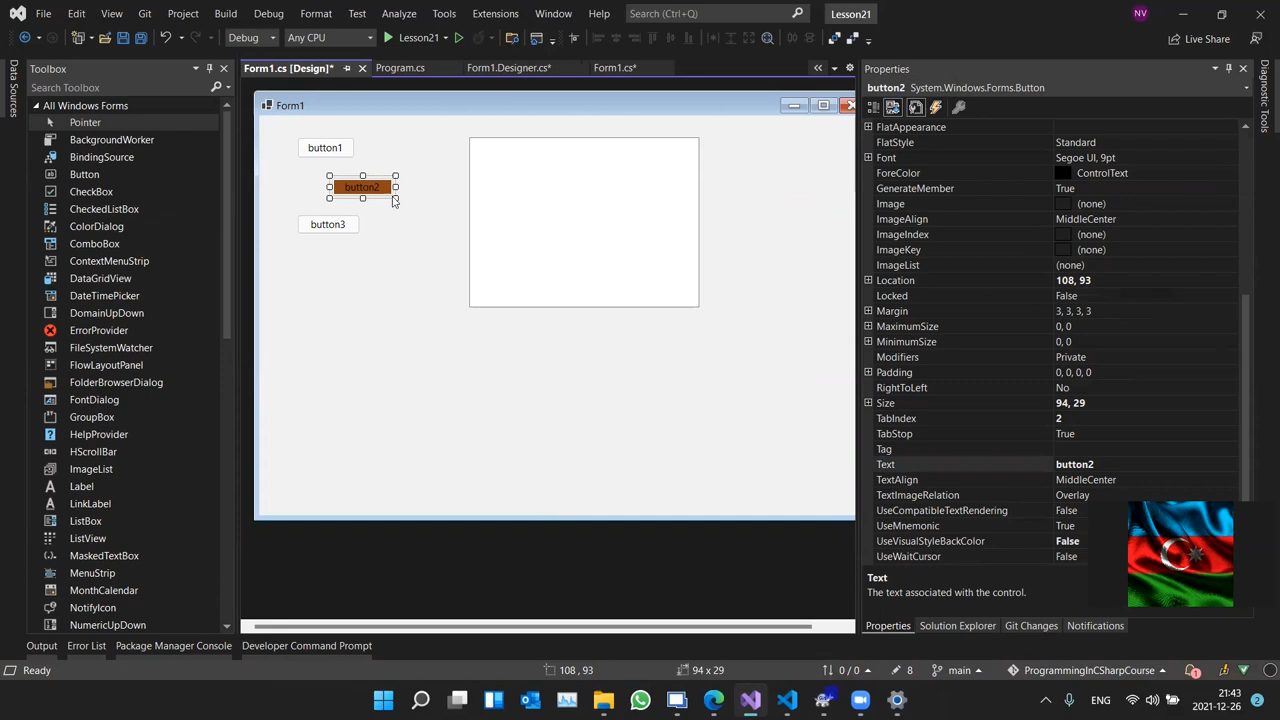 File Edit View Git Project Build Debug Format Test Analyze Tools Extensions Window Help Search (Ctrl+Q) Lesson21 NV
Debug Any CPU Lesson21 Live Share
Data Sources
Toolbox
Search Toolbox
All Windows Forms
Pointer
BackgroundWorker
BindingSource
Button
CheckBox
CheckedListBox
ColorDialog
ComboBox
ContextMenuStrip
DataGridView
DateTimePicker
DomainUpDown
ErrorProvider
FileSystemWatcher
FlowLayoutPanel
FolderBrowserDialog
FontDialog
GroupBox
HelpProvider
HScrollBar
ImageList
Label
LinkLabel
ListBox
ListView
MaskedTextBox
MenuStrip
MonthCalendar
NotifyIcon
NumericUpDown
Form1.cs [Design]* Program.cs Form1.Designer.cs* Form1.cs*
Form1
button1
button2
button3
Properties
button2 System.Windows.Forms.Button
FlatAppearance
FlatStyle Standard
Font Segoe UI, 9pt
ForeColor ControlText
GenerateMember True
Image (none)
ImageAlign MiddleCenter
ImageIndex (none)
ImageKey (none)
ImageList (none)
Location 108, 93
Locked False
Margin 3, 3, 3, 3
MaximumSize 0, 0
MinimumSize 0, 0
Modifiers Private
Padding 0, 0, 0, 0
RightToLeft No
Size 94, 29
TabIndex 2
TabStop True
Tag
Text button2
TextAlign MiddleCenter
TextImageRelation Overlay
UseCompatibleTextRendering False
UseMnemonic True
UseVisualStyleBackColor False
UseWaitCursor False
Text
The text associated with the control.
Properties Solution Explorer Git Changes Notifications
Diagnostic Tools
Output Error List Package Manager Console Developer Command Prompt
Ready 108 , 93 94 x 29 0 / 0 8 main ProgrammingInCSharpCourse 1
ENG 21:43
2021-12-26 2